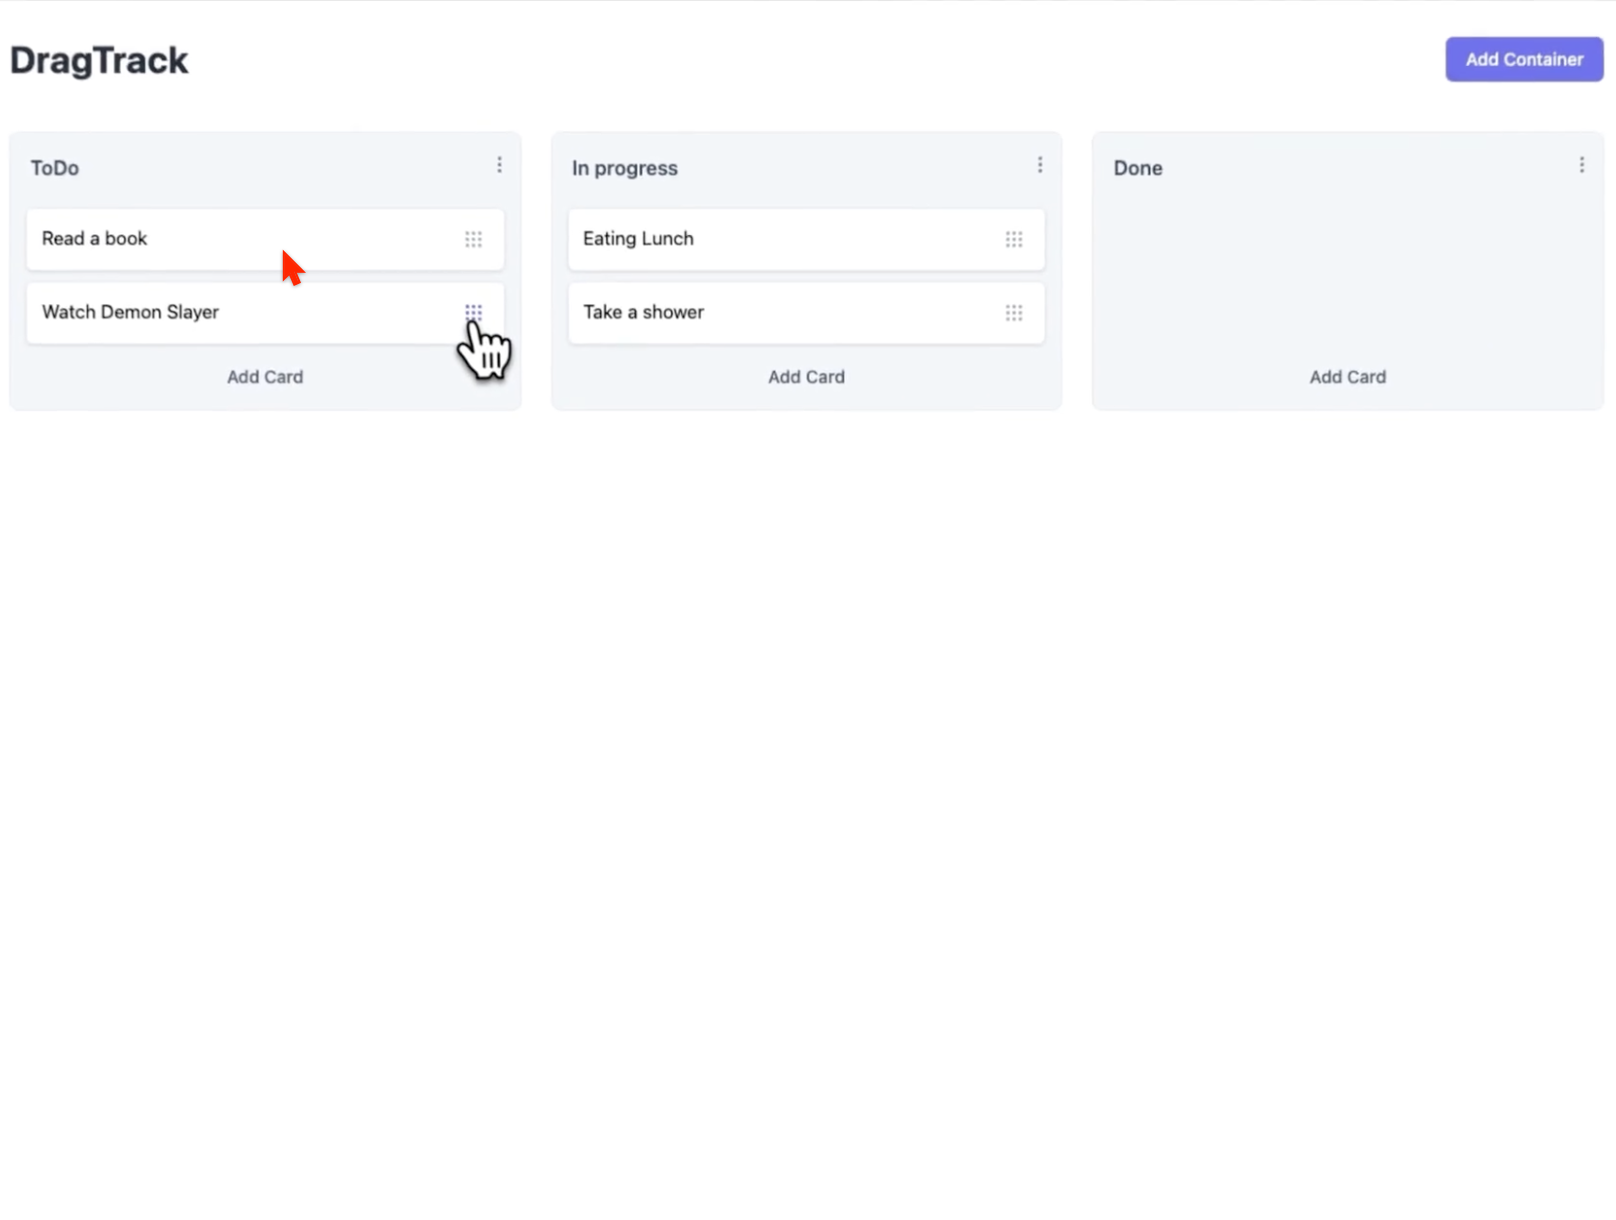 DragTrack
Add Container
ToDo
Read a book
Watch Demon Slayer
Add Card
In progress
Eating Lunch
Take a shower
Add Card
Done
Add Card